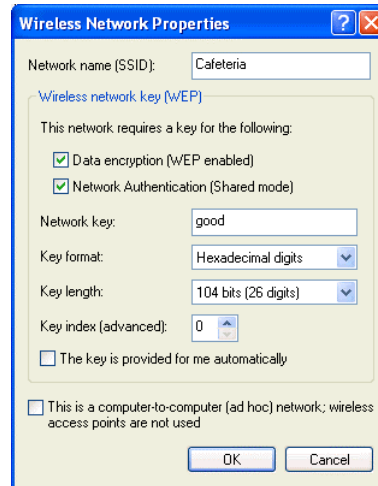 Wireless Network Properties
Network name (SSID): Cafeteria
Wireless network key (WEP)
This network requires a key for the following:
Data encryption (WEP enabled)
Network Authentication (Shared mode)
Network key: good
Key format: Hexadecimal digits
Key length: 104 bits (26 digits)
Key index (advanced): 0
The key is provided for me automatically
This is a computer-to-computer (ad hoc) network; wireless
access points are not used
OK Cancel